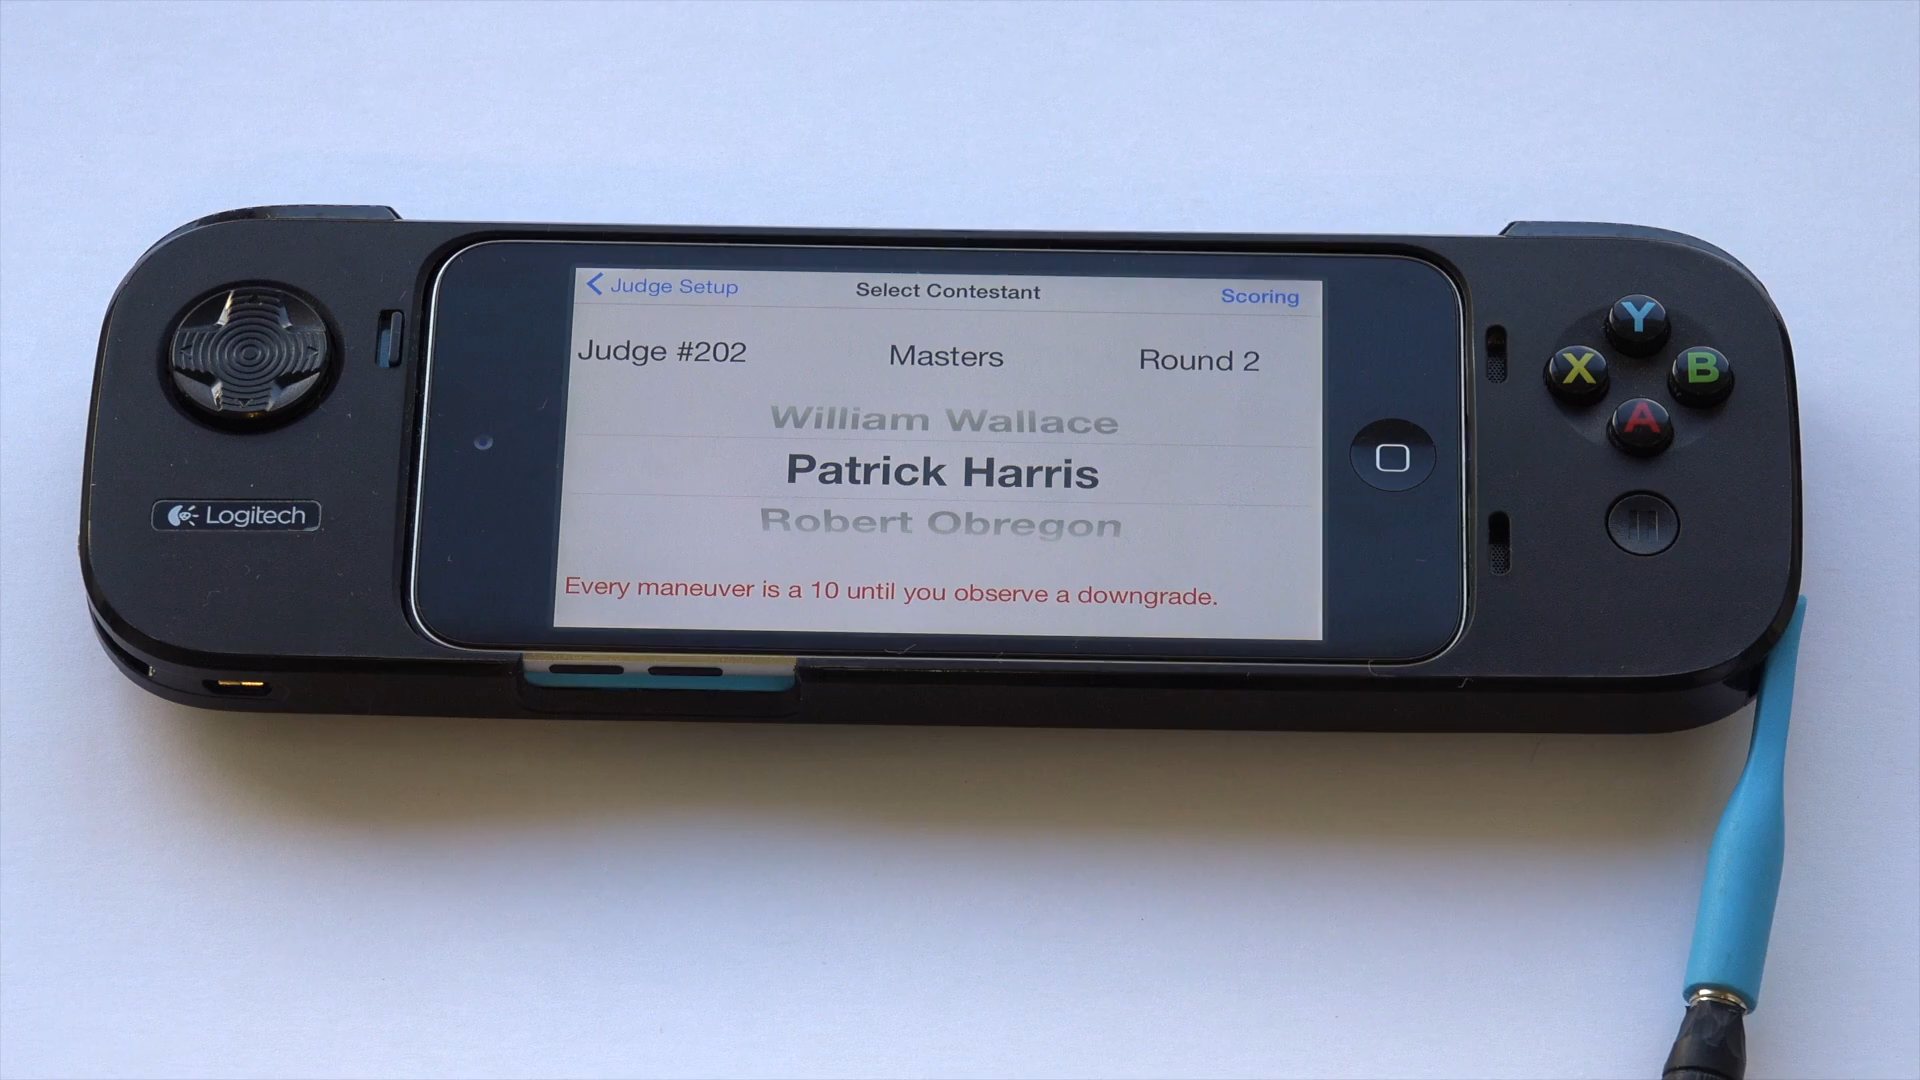 Judge Setup Select Contestant Scoring
Judge #202 Masters Round 2
William Wallace
Patrick Harris
Robert Obregon
Every maneuver is a 10 until you observe a downgrade.
Logitech
Y
X B
A